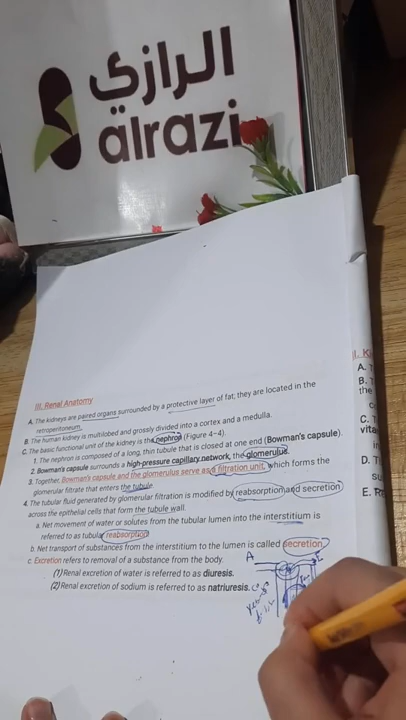 الرازي
alrazi
III. Renal Anatomy
A. The kidneys are paired organs surrounded by a protective layer of fat; they are located in the
retroperitoneum.
B. The human kidney is multilobed and grossly divided into a cortex and a medulla.
C. The basic functional unit of the kidney is the nephron (Figure 4–4).
1. The nephron is composed of a long, thin tubule that is closed at one end (Bowman's capsule).
2. Bowman's capsule surrounds a high-pressure capillary network, the glomerulus.
3. Together, Bowman's capsule and the glomerulus serve as a filtration unit, which forms the
glomerular filtrate that enters the tubule.
4. The tubular fluid generated by glomerular filtration is modified by reabsorption and secretion
across the epithelial cells that form the tubule wall.
a. Net movement of water or solutes from the tubular lumen into the interstitium is
referred to as tubular reabsorption.
b. Net transport of substances from the interstitium to the lumen is called secretion.
c. Excretion refers to removal of a substance from the body.
(1) Renal excretion of water is referred to as diuresis.
(2) Renal excretion of sodium is referred to as natriuresis.
A
A.
B.
the
C.
vita
D.
E.